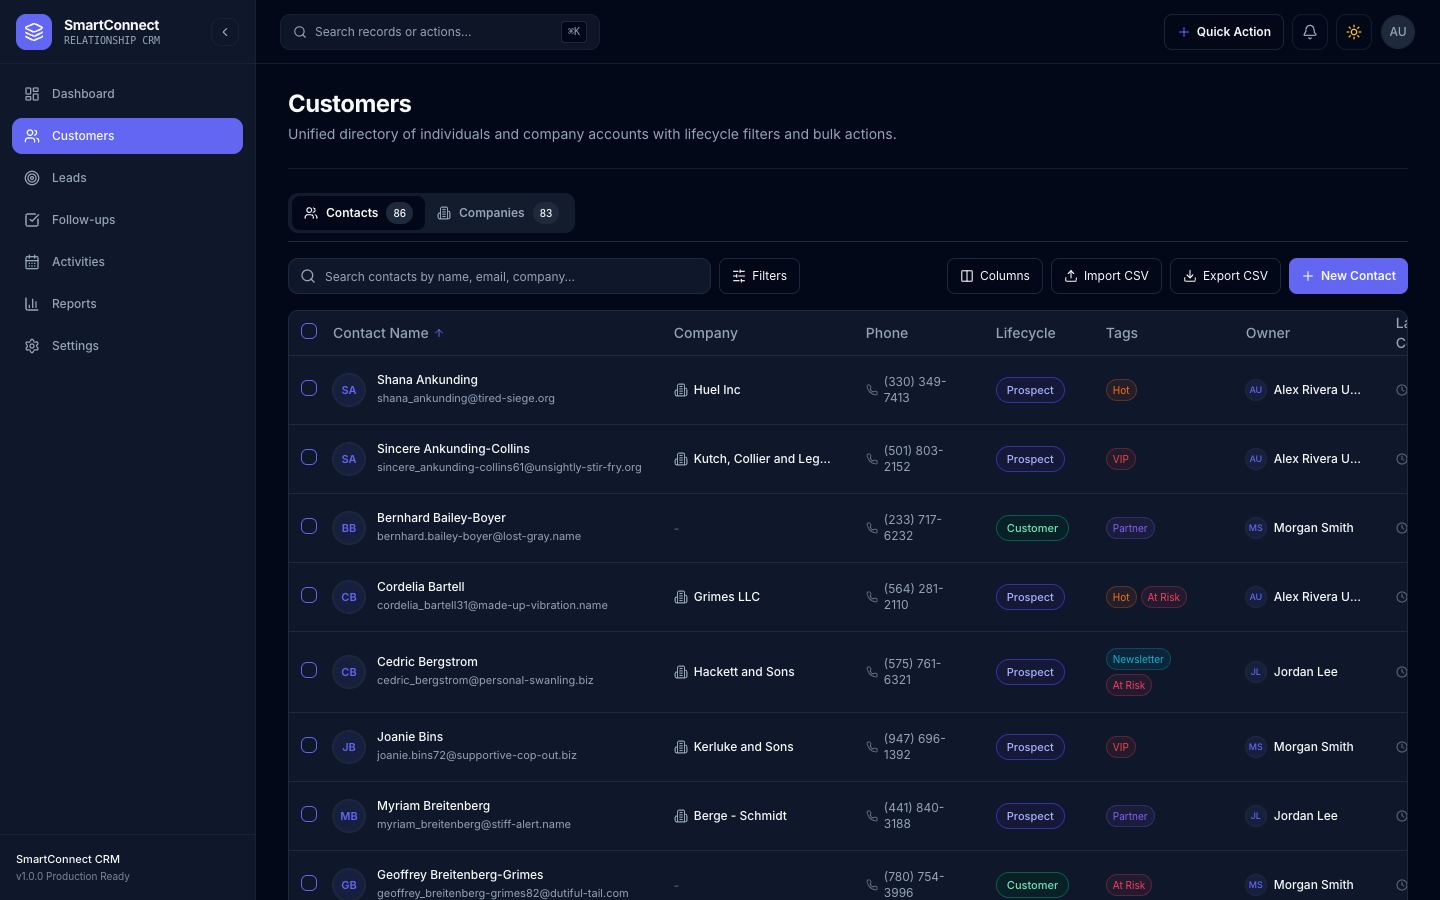 SmartConnect
RELATIONSHIP CRM
Search records or actions...
⌘K
Quick Action
AU
Dashboard
Customers
Leads
Follow-ups
Activities
Reports
Settings
SmartConnect CRM
v1.0.0 Production Ready
Customers
Unified directory of individuals and company accounts with lifecycle filters and bulk actions.
Contacts 86
Companies 83
Search contacts by name, email, company...
Filters
Columns
Import CSV
Export CSV
New Contact
Contact Name Company Phone Lifecycle Tags Owner
SA Shana Ankunding
shana_ankunding@tired-siege.org
Huel Inc
(330) 349-
7413
Prospect
Hot
AU Alex Rivera U...
SA Sincere Ankunding-Collins
sincere_ankunding-collins61@unsightly-stir-fry.org
Kutch, Collier and Leg...
(501) 803-
2152
Prospect
VIP
AU Alex Rivera U...
BB Bernhard Bailey-Boyer
bernhard.bailey-boyer@lost-gray.name
-
(233) 717-
6232
Customer
Partner
MS Morgan Smith
CB Cordelia Bartell
cordelia_bartell31@made-up-vibration.name
Grimes LLC
(564) 281-
2110
Prospect
Hot At Risk
AU Alex Rivera U...
CB Cedric Bergstrom
cedric_bergstrom@personal-swanling.biz
Hackett and Sons
(575) 761-
6321
Prospect
Newsletter
At Risk
JL Jordan Lee
JB Joanie Bins
joanie.bins72@supportive-cop-out.biz
Kerluke and Sons
(947) 696-
1392
Prospect
VIP
MS Morgan Smith
MB Myriam Breitenberg
myriam_breitenberg@stiff-alert.name
Berge - Schmidt
(441) 840-
3188
Prospect
Partner
JL Jordan Lee
GB Geoffrey Breitenberg-Grimes
geoffrey_breitenberg-grimes82@dutiful-tail.com
-
(780) 754-
3996
Customer
At Risk
MS Morgan Smith